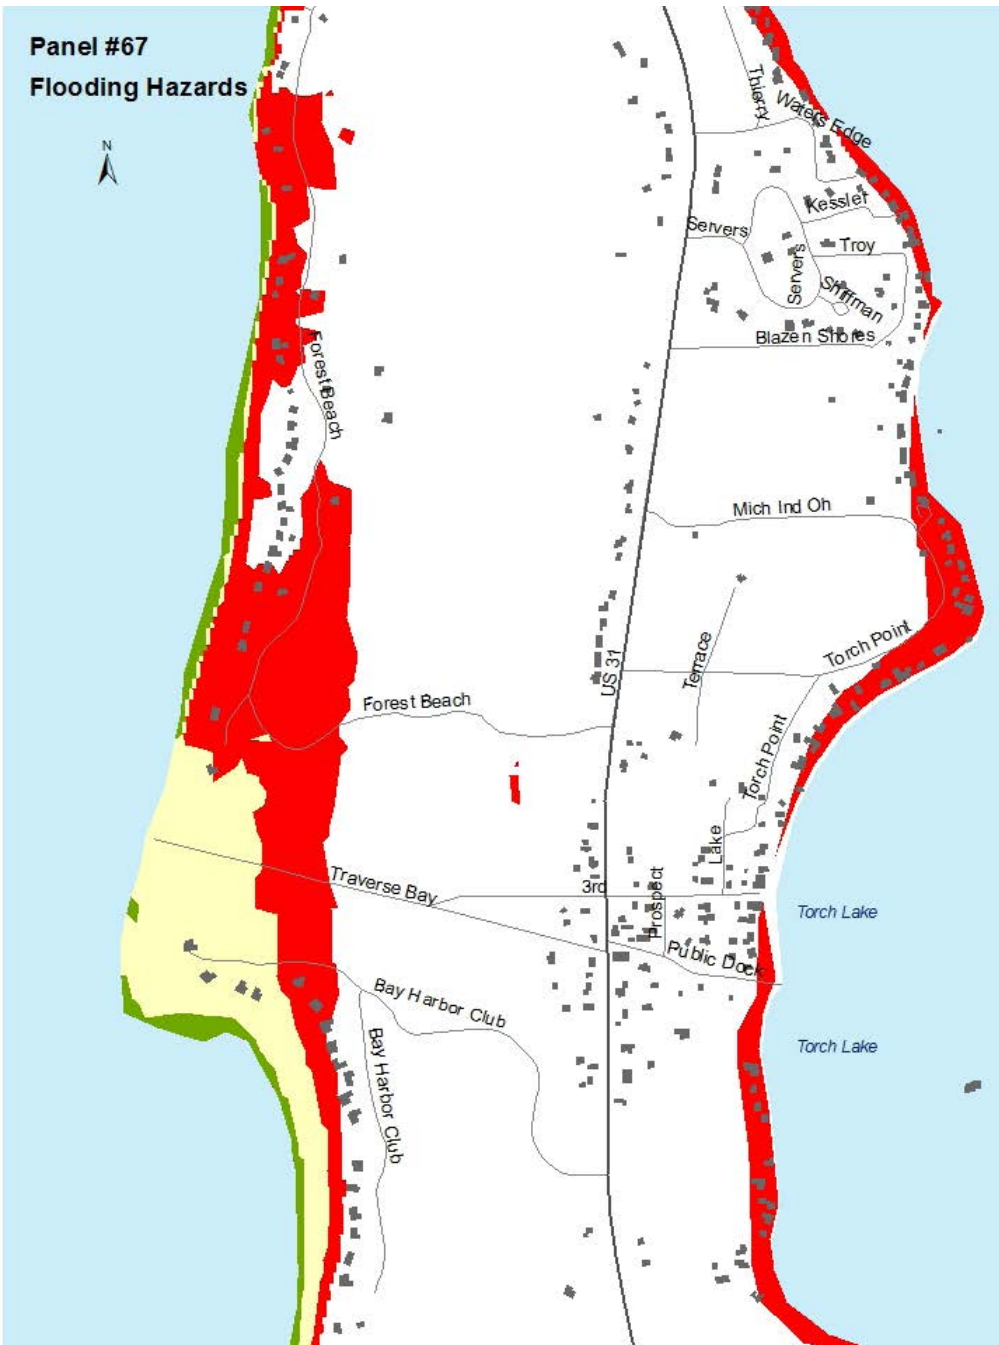 Panel #67
Flooding Hazards
N
Thierry
Waters Edge
Kessler
Servers
Troy
Servers
Shiffman
Blazen Shores
Forest Beach
Mich Ind Oh
Torch Point
Terrace
US 31
Forest Beach
Torch Point
Lake
Traverse Bay
3rd
Prospect
Torch Lake
Public Dock
Bay Harbor Club
Torch Lake
Bay Harbor Club